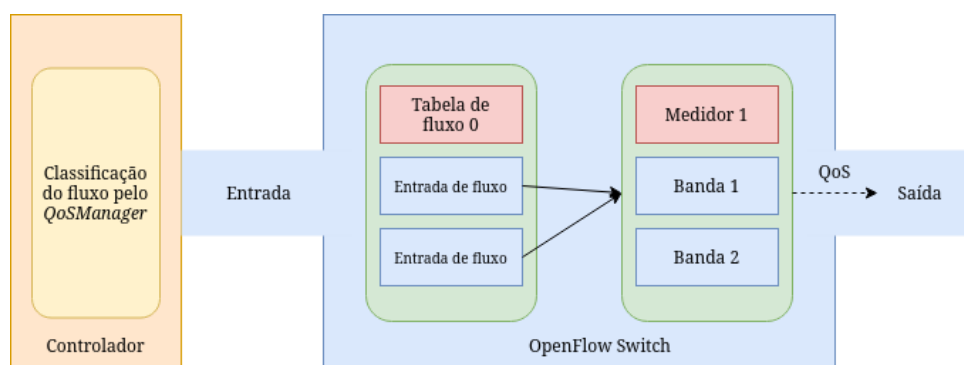 Classificação
do fluxo pelo
QoSManager
Controlador
Entrada
Tabela de
fluxo 0
Entrada de fluxo
Entrada de fluxo
Medidor 1
Banda 1
Banda 2
OpenFlow Switch
QoS
Saída